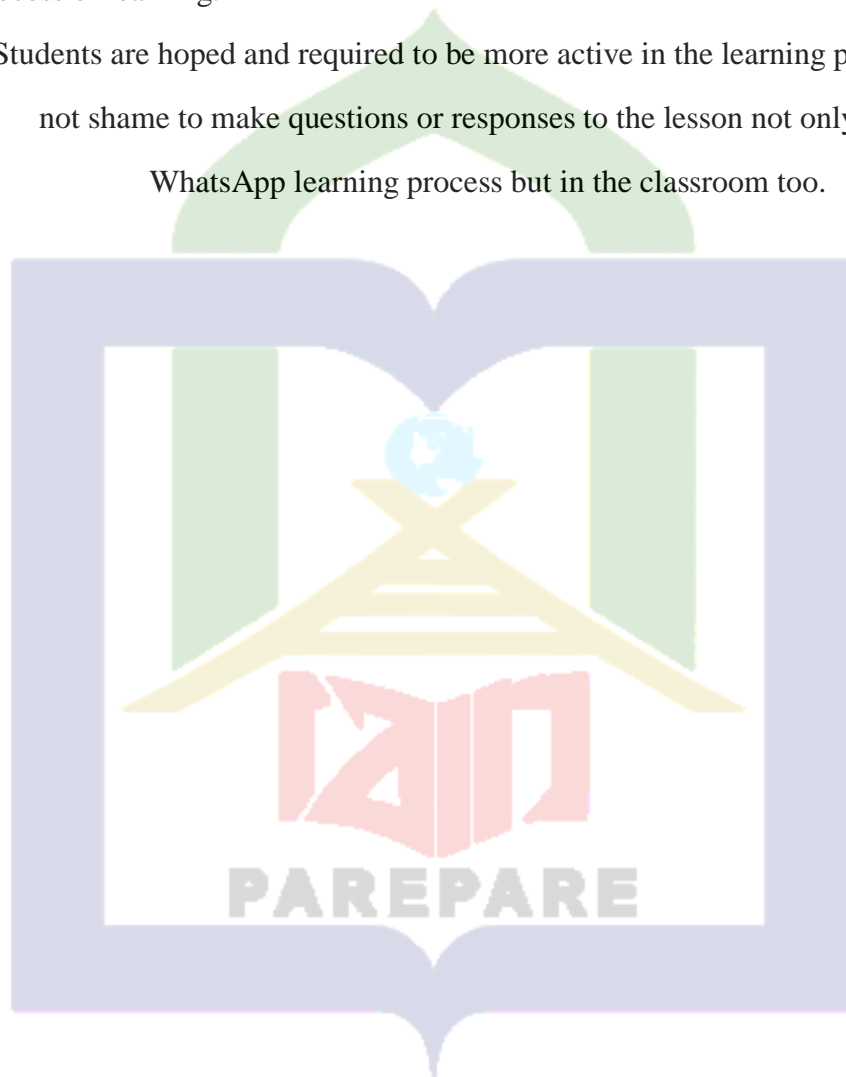 Students are hoped and required to be more active in the learning
not shame to make questions or responses to the lesson not only
WhatsApp learning process but in the classroom too.
iain
PAREPARE